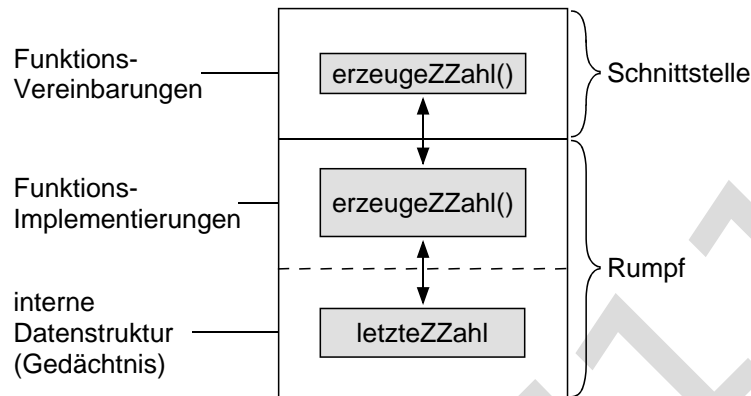 Funktions-
Vereinbarungen
erzeugeZZahl()
Schnittstelle
Funktions-
Implementierungen
erzeugeZZahl()
Rumpf
interne
Datenstruktur
(Gedächtnis)
letzteZZahl